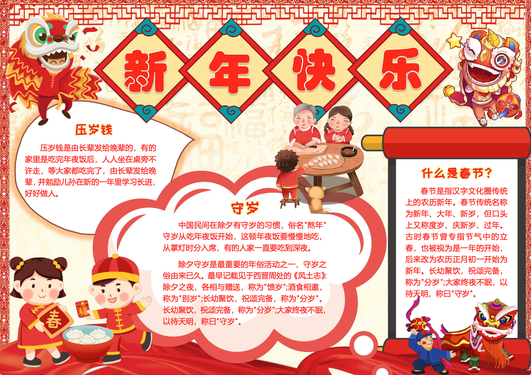 新年快乐
压岁钱
压岁钱是由长辈发给晚辈的，有的
家里是吃完年夜饭后，人人坐在桌旁不
许走，等大家都吃完了，由长辈发给晚
辈，并勉励儿孙在新的一年里学习长进，
好好做人。
守岁
中国民间在除夕有守岁的习惯，俗名“熬年”
守岁从吃年夜饭开始，这顿年夜饭要慢慢地吃，
从掌灯时分入席，有的人家一直要吃到深夜。
除夕守岁是最重要的年俗活动之一，守岁之
俗由来已久。最早记载见于西晋周处的《风土志》：
除夕之夜，各相与赠送，称为“馈岁”；酒食相邀，
称为“别岁”；长幼聚饮，祝颂完备，称为“分岁”。
长幼聚饮，祝颂完备，称为“分岁”；大家终夜不眠，
以待天明，称曰“守岁”。
什么是春节？
春节是指汉字文化圈传统
上的农历新年。春节传统名称
为新年、大年、新岁，但口头
上又称度岁、庆新岁、过年。
古时春节曾专指节气中的立
春，也被视为是一年的开始，
后来改为农历正月初一开始为
新年。长幼聚饮，祝颂完备，
称为“分岁”；大家终夜不眠，
以待天明，称曰“守岁”。
春
福